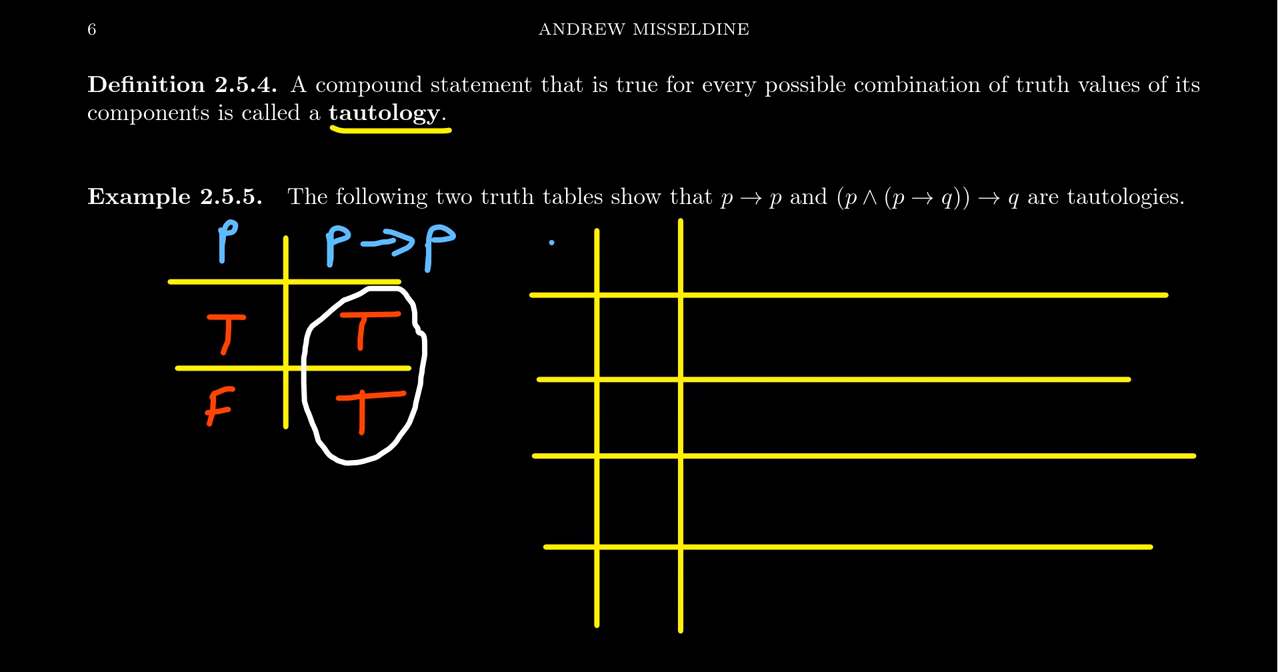 6 ANDREW MISSELDINE
Definition 2.5.4. A compound statement that is true for every possible combination of truth values of its
components is called a tautology.
Example 2.5.5. The following two truth tables show that p → p and (p ∧ (p → q)) → q are tautologies.
P P → P
T T
F T